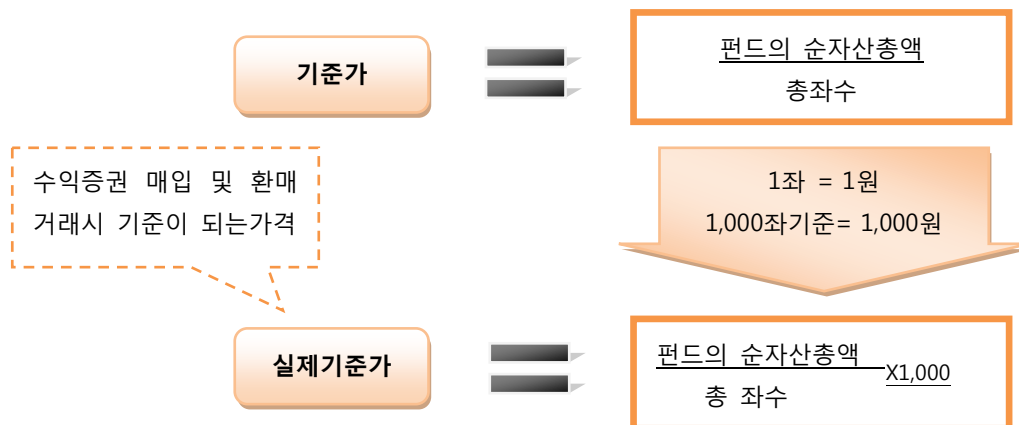 기준가
펀드의 순자산총액
총좌수
수익증권 매입 및 환매
거래시 기준이 되는가격
1좌 = 1원
1,000좌기준= 1,000원
실제기준가
펀드의 순자산총액
X1,000
총 좌수